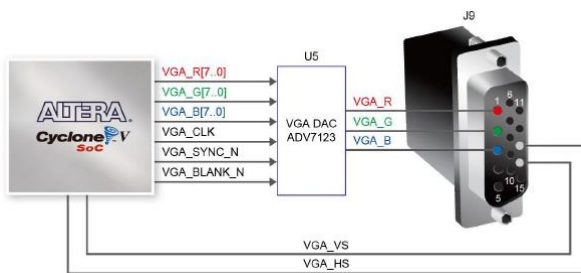 J9
U5
VGA_R[7..0]
VGA_G[7..0]
VGA_B[7..0]
VGA_CLK
VGA_SYNC_N
VGA_BLANK_N
ALTERA
Cyclone V
SoC
VGA DAC
ADV7123
VGA_R
VGA_G
VGA_B
1
6
11
5
10
15
VGA_VS
VGA_HS